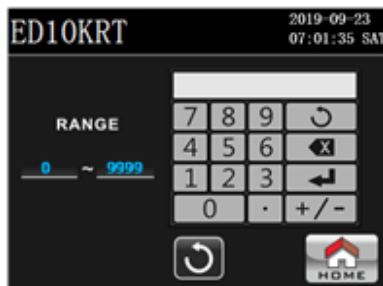 ED10KRT
2019-09-23
07:01:35 SAT
RANGE
0 ~ 9999
7 8 9
4 5 6
1 2 3
0 . +/-
HOME